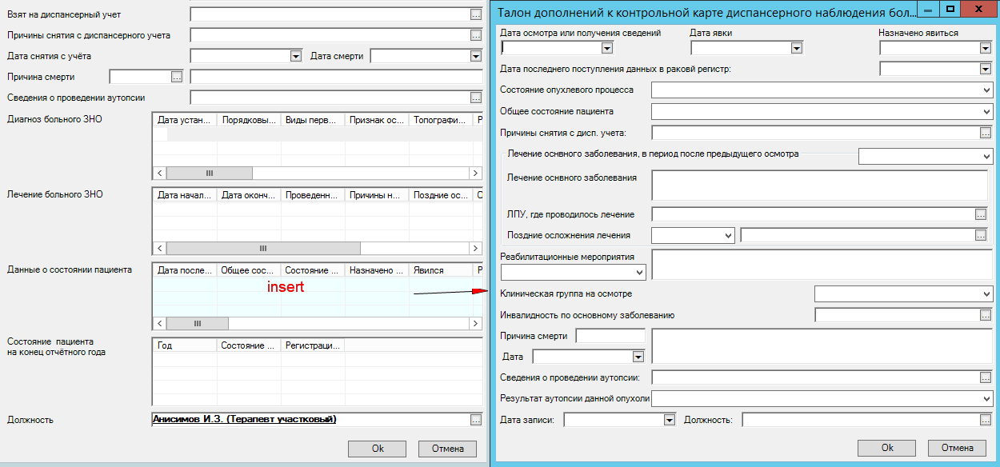 Взят на диспансерный учет
Причины снятия с диспансерного учета
Дата снятия с учёта
Дата смерти
Причина смерти
Сведения о проведении аутопсии
Диагноз больного ЗНО
Дата устан... Порядковы... Виды перв... Признак ос... Топографи... Р
Лечение больного ЗНО
Дата начал... Дата оконч... Проведенн... Причины н... Поздние ос... О
Данные о состоянии пациента
Дата после... Общее сос... Состояние ... Назначено ... Явился Р
insert
Состояние пациента
на конец отчётного года
Год Состояние ... Регистраци...
Должность
Анисимов И.З. (Терапевт участковый)
Ok Отмена
Талон дополнений к контрольной карте диспансерного наблюдения бол...
Дата осмотра или получения сведений Дата явки Назначено явиться
Дата последнего поступления данных в раковй регистр:
Состояние опухлевого процесса
Общее состояние пациента
Причины снятия с дисп. учета:
Лечение оснвного заболевания, в период после предыдущего осмотра
Лечение оснвного заболевания
ЛПУ, где проводилось лечение
Поздние осложнения лечения
Реабилитационные мероприятия
Клиническая группа на осмотре
Инвалидность по основному заболеванию
Причина смерти
Дата
Сведения о проведении аутопсии:
Результат аутопсии данной опухоли
Дата записи: Должность:
Ok Отмена